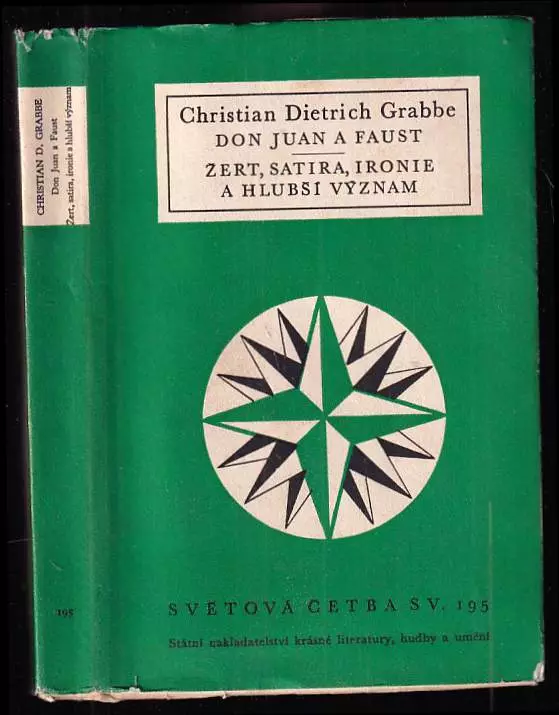 Christian Dietrich Grabbe
DON JUAN A FAUST
ŽERT, SATIRA, IRONIE
A HLUBŠÍ VÝZNAM
SVĚTOVÁ ČETBA SV. 195
Státní nakladatelství krásné literatury, hudby a umění
CHRISTIAN D. GRABBE
Don Juan a Faust
Žert, satira, ironie a hlubší význam
195